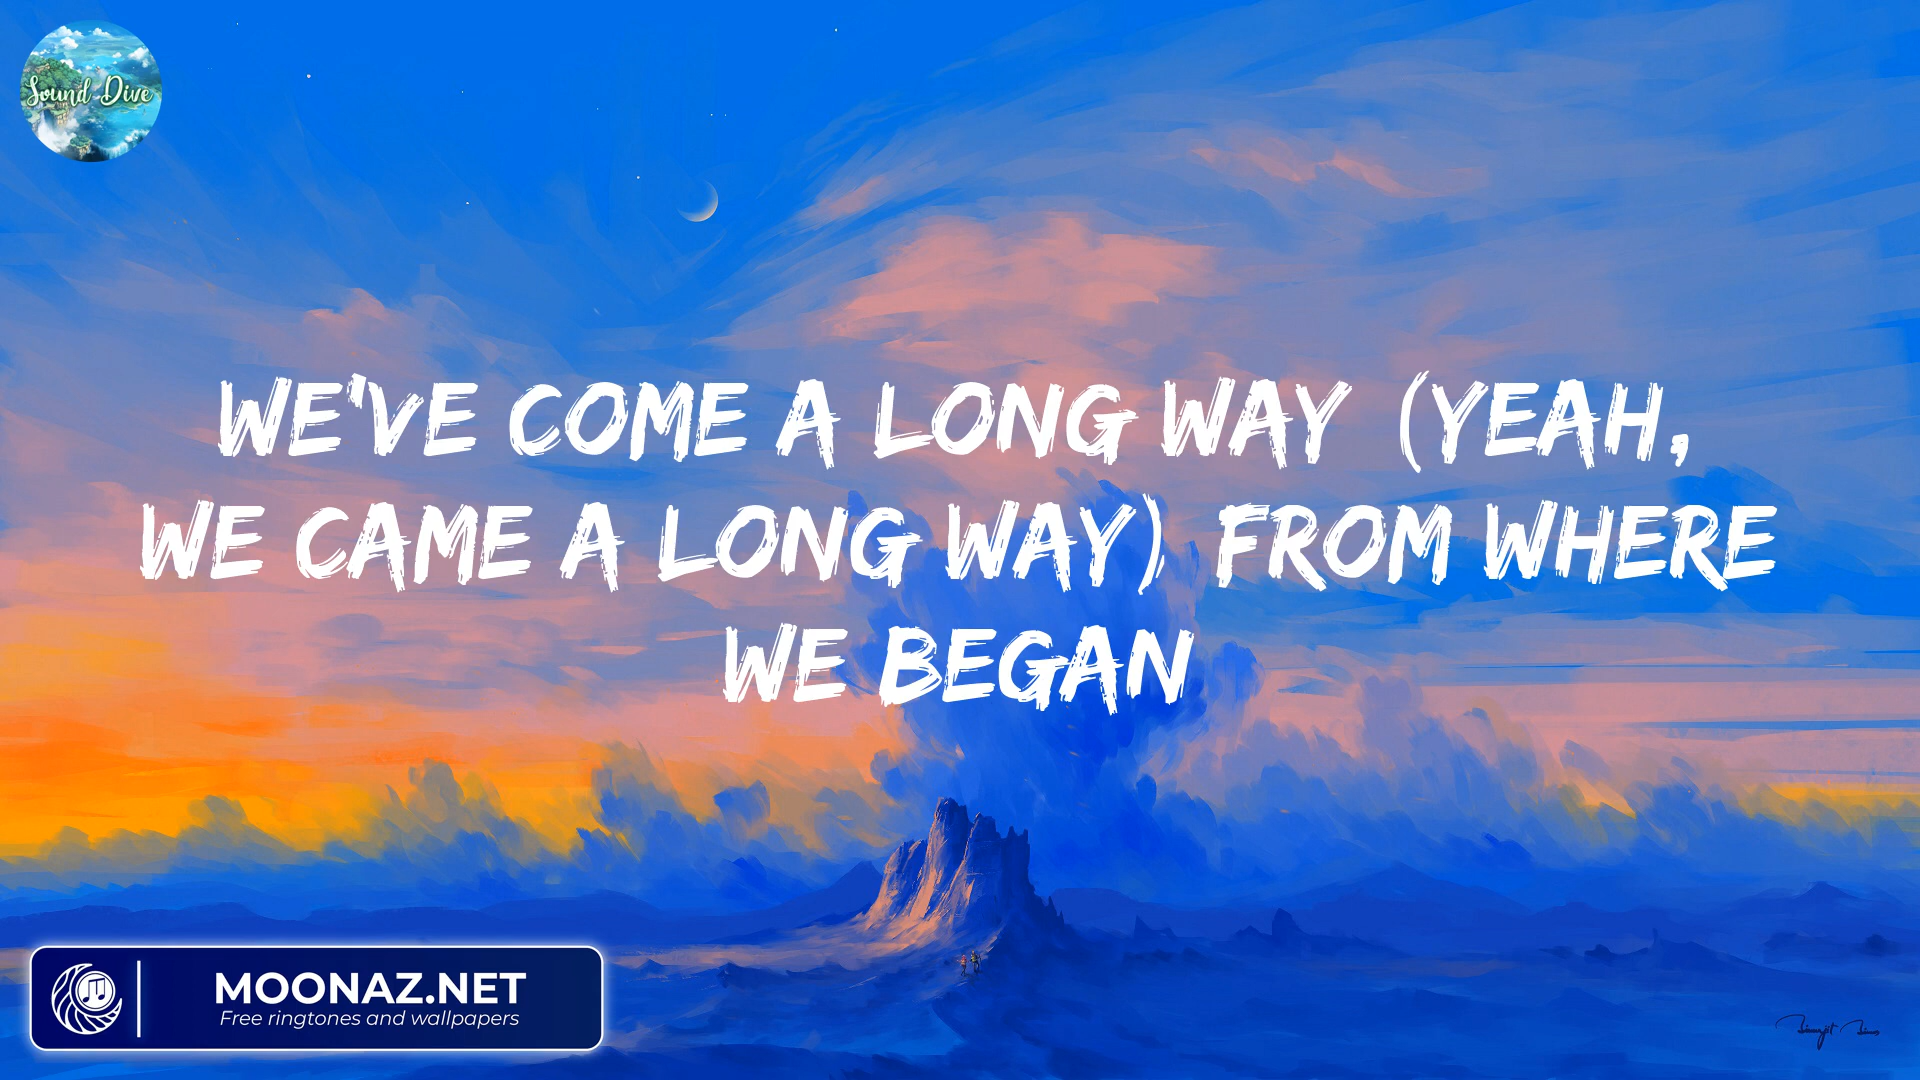 Sound Dive
WE'VE COME A LONG WAY (YEAH,
WE CAME A LONG WAY) FROM WHERE
WE BEGAN
MOONAZ.NET
Free ringtones and wallpapers